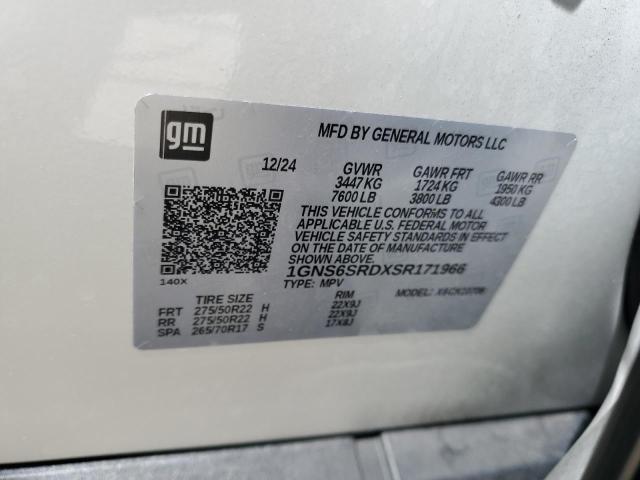 gm
MFD BY GENERAL MOTORS LLC
12/24 GVWR GAWR FRT GAWR RR
3447 KG 1724 KG 1950 KG
7600 LB 3800 LB 4300 LB
THIS VEHICLE CONFORMS TO ALL
APPLICABLE U.S. FEDERAL MOTOR
VEHICLE SAFETY STANDARDS IN EFFECT
ON THE DATE OF MANUFACTURE
SHOWN ABOVE.
1GNS6SRDXSR171966
140X
TYPE: MPV MODEL:
TIRE SIZE RIM
FRT 275/50R22 H 22X9J
RR 275/50R22 H 22X9J
SPA 265/70R17 S 17X8J